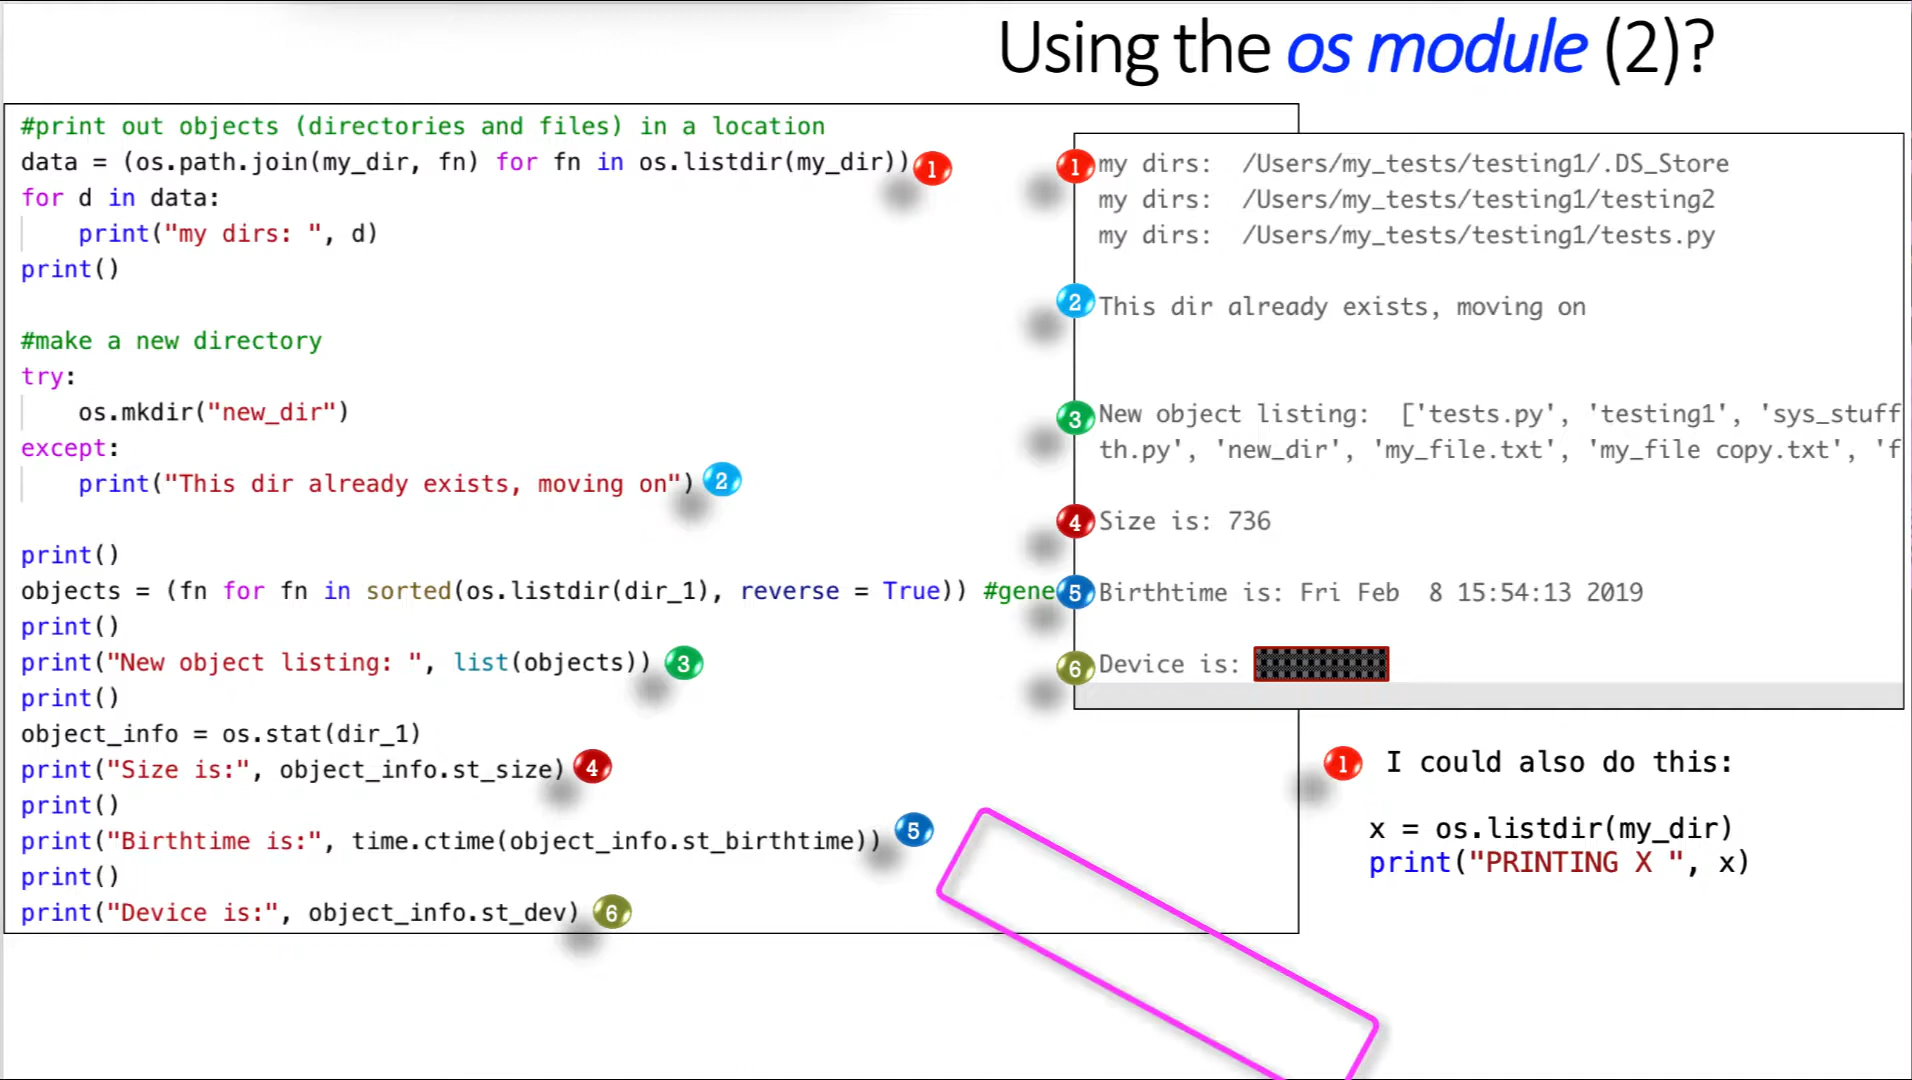 Using the os module (2)?
#print out objects (directories and files) in a location
data = (os.path.join(my_dir, fn) for fn in os.listdir(my_dir)) 1
for d in data:
    print("my dirs: ", d)
print()
#make a new directory
try:
    os.mkdir("new_dir")
except:
    print("This dir already exists, moving on") 2
print()
objects = (fn for fn in sorted(os.listdir(dir_1), reverse = True)) #gene
print()
print("New object listing: ", list(objects)) 3
print()
object_info = os.stat(dir_1)
print("Size is:", object_info.st_size) 4
print()
print("Birthtime is:", time.ctime(object_info.st_birthtime)) 5
print()
print("Device is:", object_info.st_dev) 6
1 my dirs:  /Users/my_tests/testing1/.DS_Store
my dirs:  /Users/my_tests/testing1/testing2
my dirs:  /Users/my_tests/testing1/tests.py
2 This dir already exists, moving on
3 New object listing:  ['tests.py', 'testing1', 'sys_stuff
th.py', 'new_dir', 'my_file.txt', 'my_file copy.txt', 'f
4 Size is: 736
5 Birthtime is: Fri Feb  8 15:54:13 2019
6 Device is:
1 I could also do this:
x = os.listdir(my_dir)
print("PRINTING X ", x)